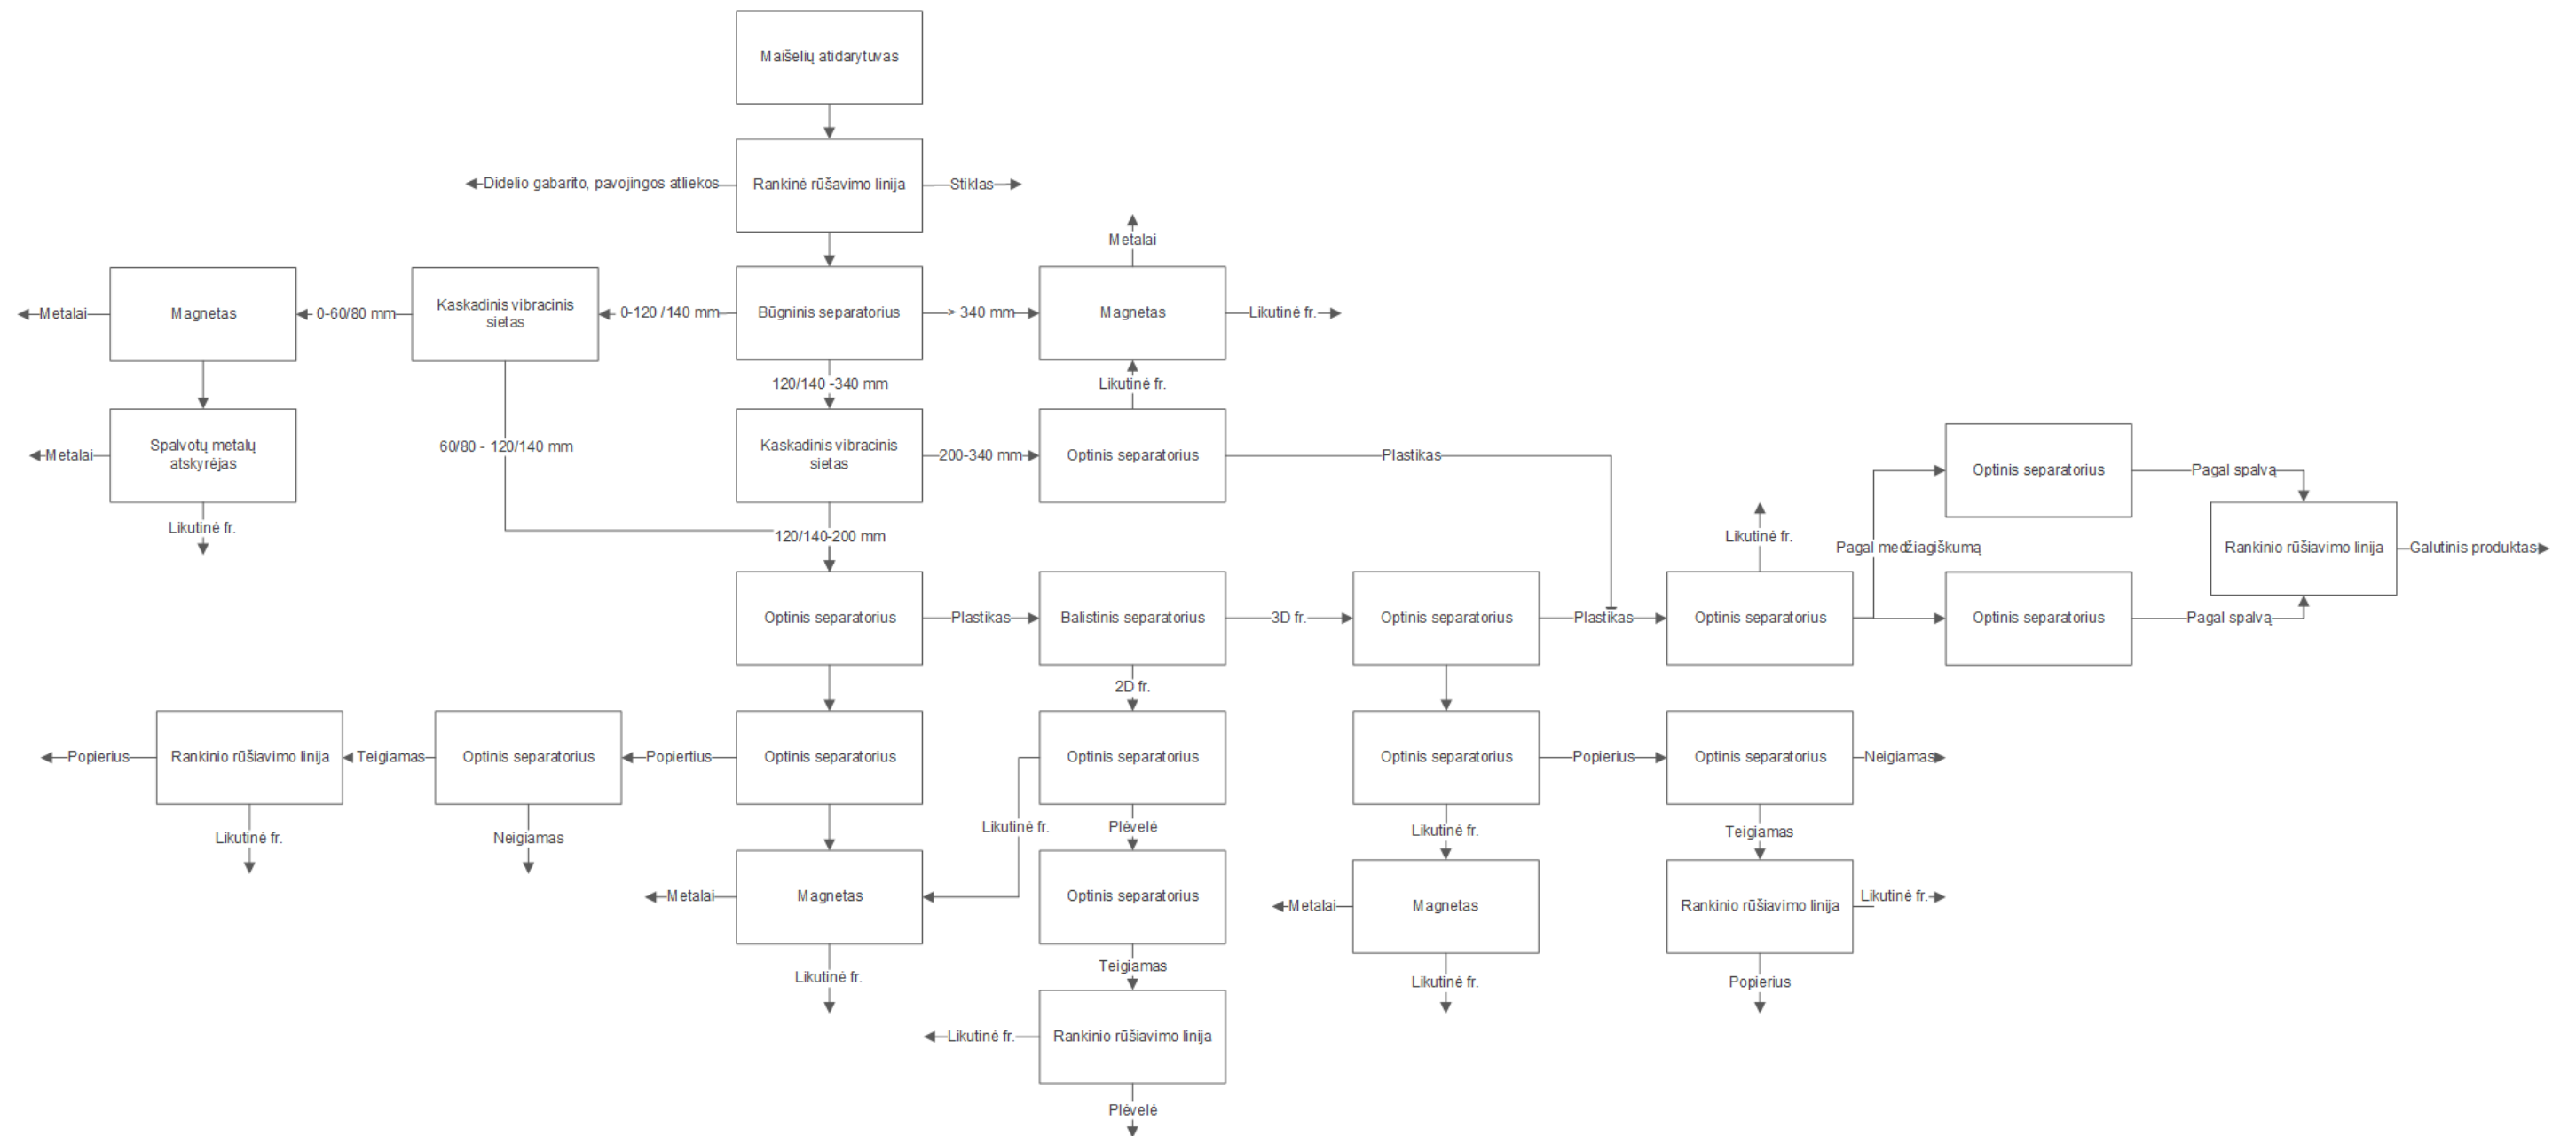 Maišelių atidarytuvas
Didelio gabarito, pavojingos atliekos
Rankinė rūšavimo linija
Stiklas
Metalai
Metalai
Magnetas
0-60/80 mm
Kaskadinis vibracinis
sietas
0-120 /140 mm
Būgninis separatorius
> 340 mm
Magnetas
Likutinė fr.
120/140 -340 mm
Likutinė fr.
Metalai
Spalvotų metalų
atskyrėjas
60/80 - 120/140 mm
Kaskadinis vibracinis
sietas
200-340 mm
Optinis separatorius
Plastikas
Optinis separatorius
Pagal spalvą
Likutinė fr.
120/140-200 mm
Likutinė fr.
Pagal medžiagiškumą
Rankinio rūšiavimo linija
Galutinis produktas
Optinis separatorius
Plastikas
Balistinis separatorius
3D fr.
Optinis separatorius
Plastikas
Optinis separatorius
Optinis separatorius
Pagal spalvą
2D fr.
Popierius
Rankinio rūšiavimo linija
Teigiamas
Optinis separatorius
Popiertius
Optinis separatorius
Optinis separatorius
Optinis separatorius
Popierius
Optinis separatorius
Neigiamas
Likutinė fr.
Neigiamas
Likutinė fr.
Plėvelė
Likutinė fr.
Teigiamas
Metalai
Magnetas
Optinis separatorius
Metalai
Magnetas
Rankinio rūšiavimo linija
Likutinė fr.
Likutinė fr.
Teigiamas
Likutinė fr.
Popierius
Likutinė fr.
Rankinio rūšiavimo linija
Plėvelė